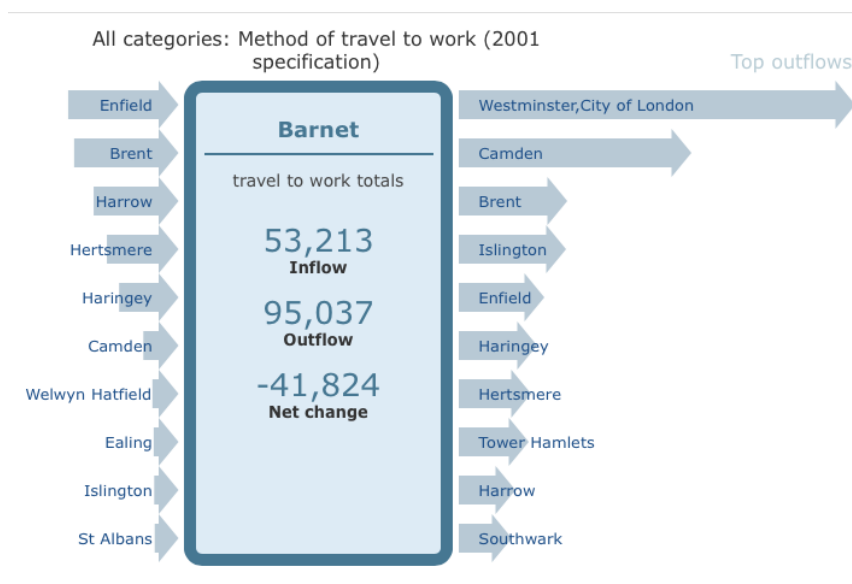 All categories: Method of travel to work (2001
specification)
Top outflows
Enfield
Brent
Harrow
Hertsmere
Haringey
Camden
Welwyn Hatfield
Ealing
Islington
St Albans
Barnet
travel to work totals
53,213
Inflow
95,037
Outflow
-41,824
Net change
Westminster,City of London
Camden
Brent
Islington
Enfield
Haringey
Hertsmere
Tower Hamlets
Harrow
Southwark